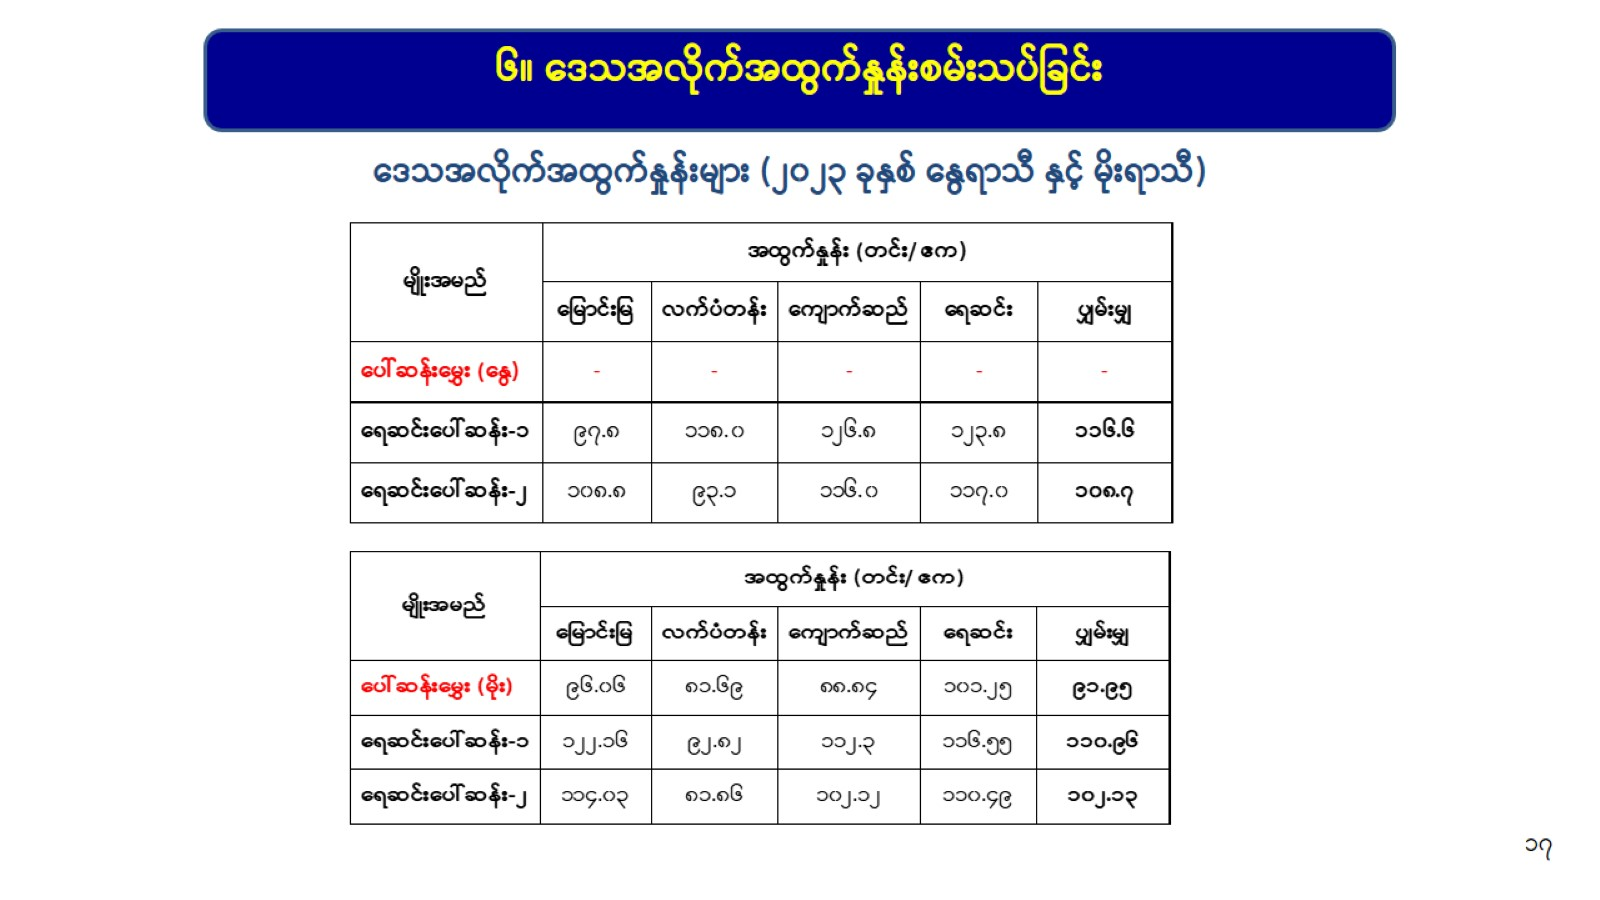 ၆။ ဒေသအလိုက်အထွက်နှုန်းစမ်းသပ်ခြင်း
ဒေသအလိုက်အထွက်နှုန်းများ (၂၀၂၃ ခုနှစ် နွေရာသီ နှင့် မိုးရာသီ)
မျိုးအမည် အထွက်နှုန်း (တင်း/ ဧက)
မြောင်းမြ လက်ပံတန်း ကျောက်ဆည် ရေဆင်း ပျှမ်းမျှ
ပေါ်ဆန်းမွှေး (နွေ) - - - - -
ရေဆင်းပေါ်ဆန်း-၁ ၉၇.၈ ၁၁၈.၀ ၁၂၆.၈ ၁၂၃.၈ ၁၁၆.၆
ရေဆင်းပေါ်ဆန်း-၂ ၁၀၈.၈ ၉၃.၁ ၁၁၆.၀ ၁၁၇.၀ ၁၀၈.၇
မျိုးအမည် အထွက်နှုန်း (တင်း/ ဧက)
မြောင်းမြ လက်ပံတန်း ကျောက်ဆည် ရေဆင်း ပျှမ်းမျှ
ပေါ်ဆန်းမွှေး (မိုး) ၉၆.၀၆ ၈၁.၆၉ ၈၈.၈၄ ၁၀၁.၂၅ ၉၁.၉၅
ရေဆင်းပေါ်ဆန်း-၁ ၁၂၂.၁၆ ၉၂.၈၂ ၁၁၂.၃ ၁၁၆.၅၅ ၁၁၀.၉၆
ရေဆင်းပေါ်ဆန်း-၂ ၁၁၄.၀၃ ၈၁.၈၆ ၁၀၂.၁၂ ၁၁၀.၄၉ ၁၀၂.၁၃
၁၇